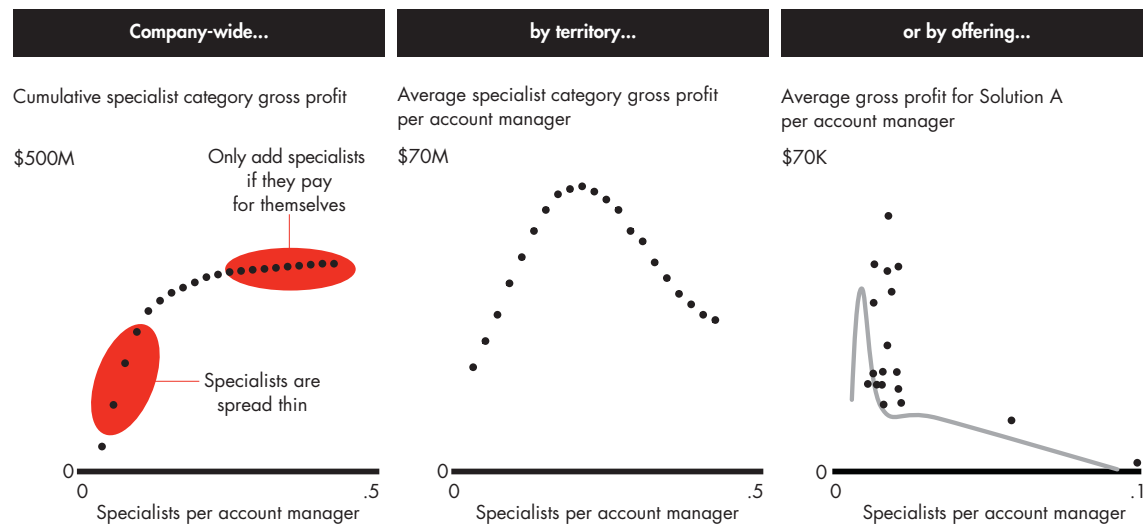 Company-wide...
Cumulative specialist category gross profit
$500M
Only add specialists
if they pay
for themselves
Specialists are
spread thin
0
0
.5
Specialists per account manager
by territory...
Average specialist category gross profit
per account manager
$70M
0
0
.5
Specialists per account manager
or by offering...
Average gross profit for Solution A
per account manager
$70K
0
0
.1
Specialists per account manager